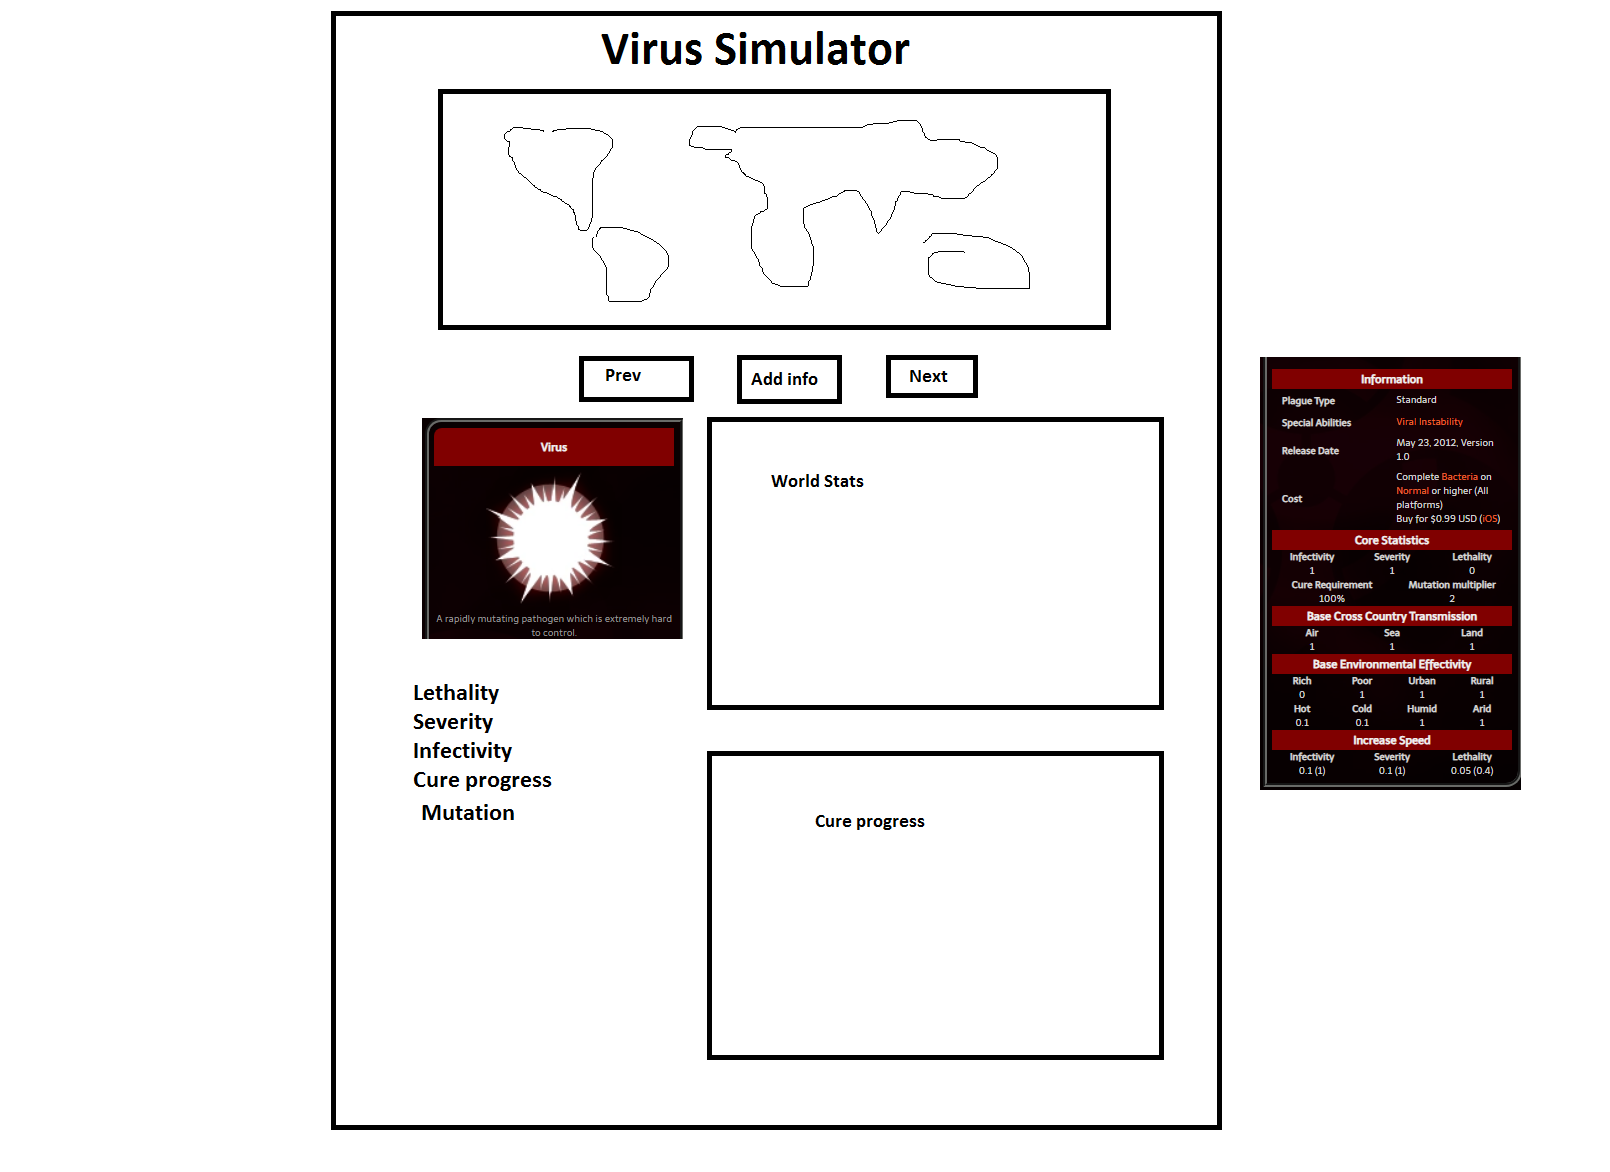 Virus Simulator
Prev
Add info
Next
Virus
A rapidly mutating pathogen which is extremely hard
to control.
Lethality
Severity
Infectivity
Cure progress
Mutation
World Stats
Cure progress
Information
Plague Type Standard
Special Abilities Viral Instability
Release Date May 23, 2012, Version
1.0
Cost Complete Bacteria on
Normal or higher (All
platforms)
Buy for $0.99 USD (iOS)
Core Statistics
Infectivity Severity Lethality
1 1 0
Cure Requirement Mutation multiplier
100% 2
Base Cross Country Transmission
Air Sea Land
1 1 1
Base Environmental Effectivity
Rich Poor Urban Rural
0 1 1 1
Hot Cold Humid Arid
0.1 0.1 1 1
Increase Speed
Infectivity Severity Lethality
0.1 (1) 0.1 (1) 0.05 (0.4)